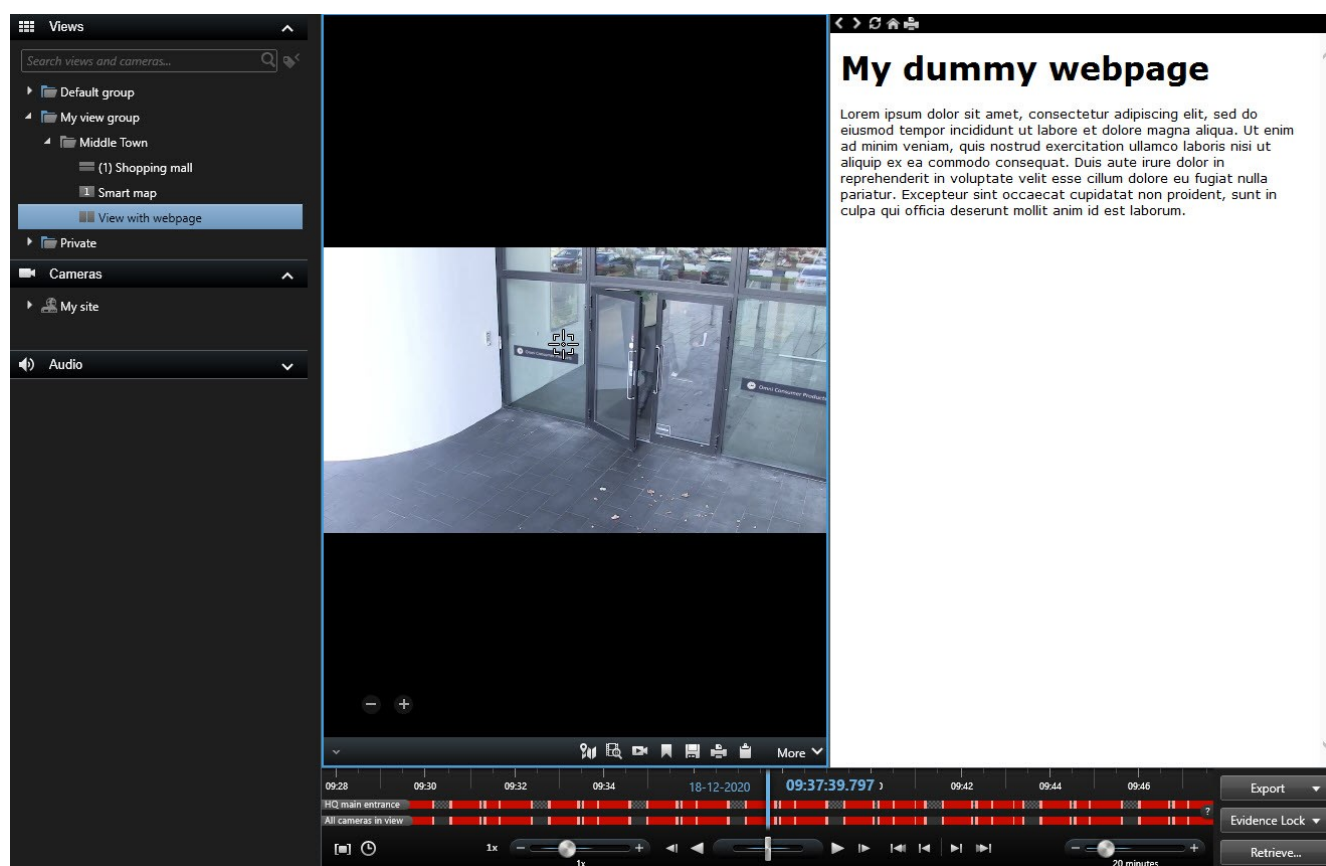 Views
Search views and cameras...
Default group
My view group
Middle Town
(1) Shopping mall
1 Smart map
View with webpage
Private
Cameras
My site
Audio
Omni Consumer Products
Omni Consumer Products
More
My dummy webpage
Lorem ipsum dolor sit amet, consectetur adipiscing elit, sed do
eiusmod tempor incididunt ut labore et dolore magna aliqua. Ut enim
ad minim veniam, quis nostrud exercitation ullamco laboris nisi ut
aliquip ex ea commodo consequat. Duis aute irure dolor in
reprehenderit in voluptate velit esse cillum dolore eu fugiat nulla
pariatur. Excepteur sint occaecat cupidatat non proident, sunt in
culpa qui officia deserunt mollit anim id est laborum.
09:28 09:30 09:32 09:34 18-12-2020 09:37:39.797 09:42 09:44 09:46
HQ main entrance
All cameras in view
?
1x
1x
20 minutes
Export
Evidence Lock
Retrieve...